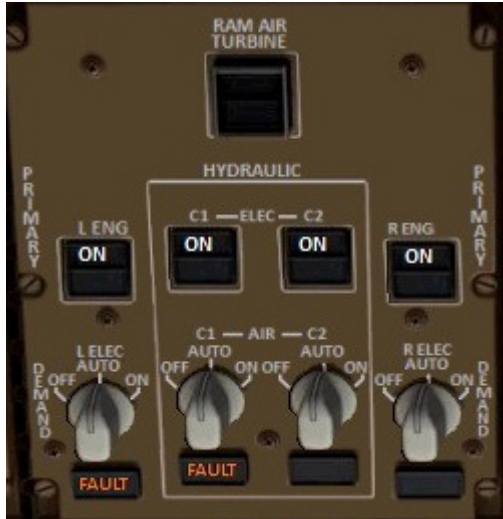 RAM AIR
TURBINE
HYDRAULIC
PRIMARY
PRIMARY
L ENG
C1 ELEC C2
R ENG
ON
ON
ON
ON
C1 AIR C2
L ELEC
AUTO
OFF ON
AUTO
OFF ON
AUTO
OFF ON
R ELEC
AUTO
OFF ON
DEMAND
DEMAND
FAULT
FAULT